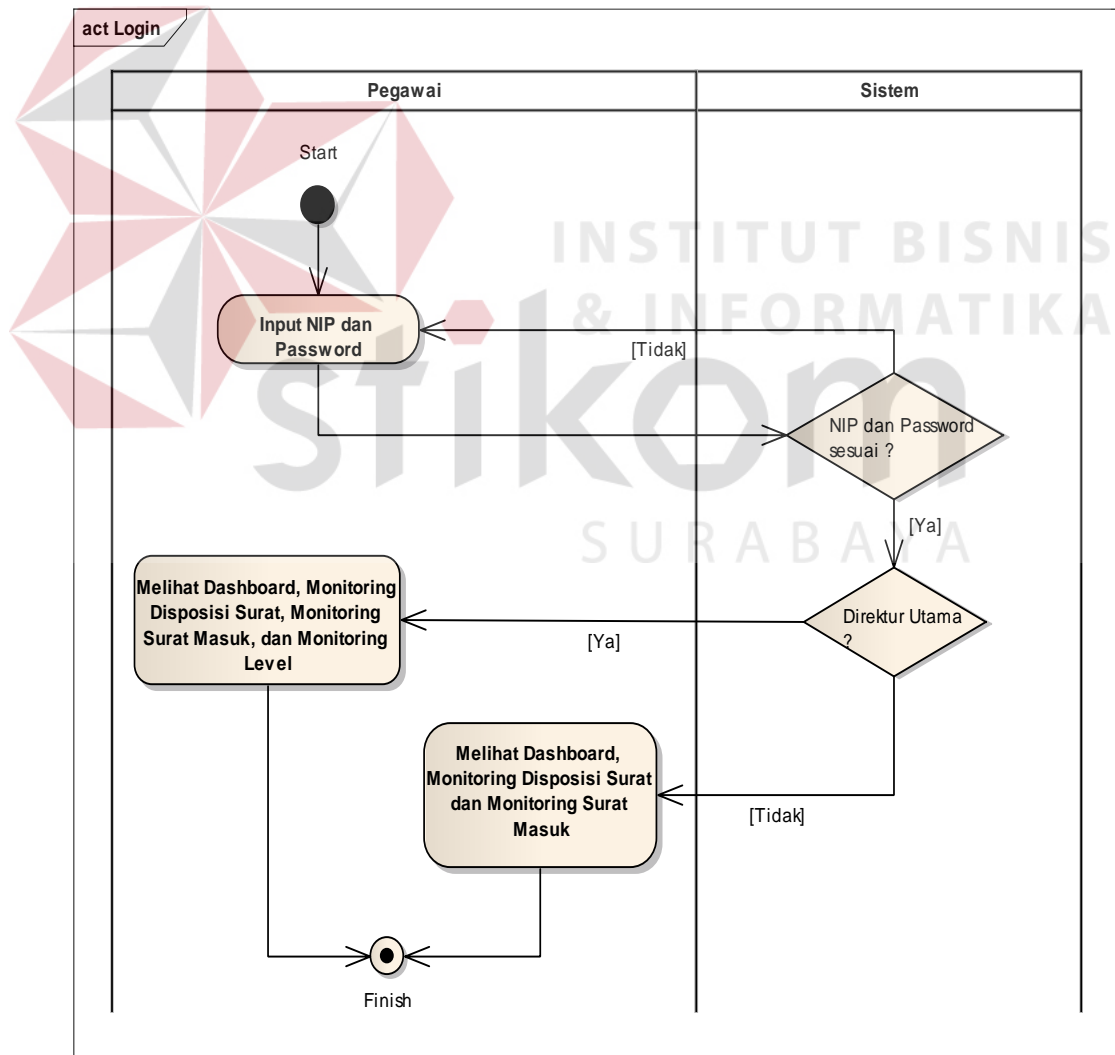 act Login
Pegawai
Sistem
Start
INSTITUT BISNIS
& INFORMATIKA
Input NIP dan
Password
[Tidak]
stikom
NIP dan Password
sesuai ?
[Ya]
SURABAYA
Melihat Dashboard, Monitoring
Disposisi Surat, Monitoring
Surat Masuk, dan Monitoring
Level
[Ya]
Direktur Utama
?
Melihat Dashboard,
Monitoring Disposisi Surat
dan Monitoring Surat
Masuk
[Tidak]
Finish